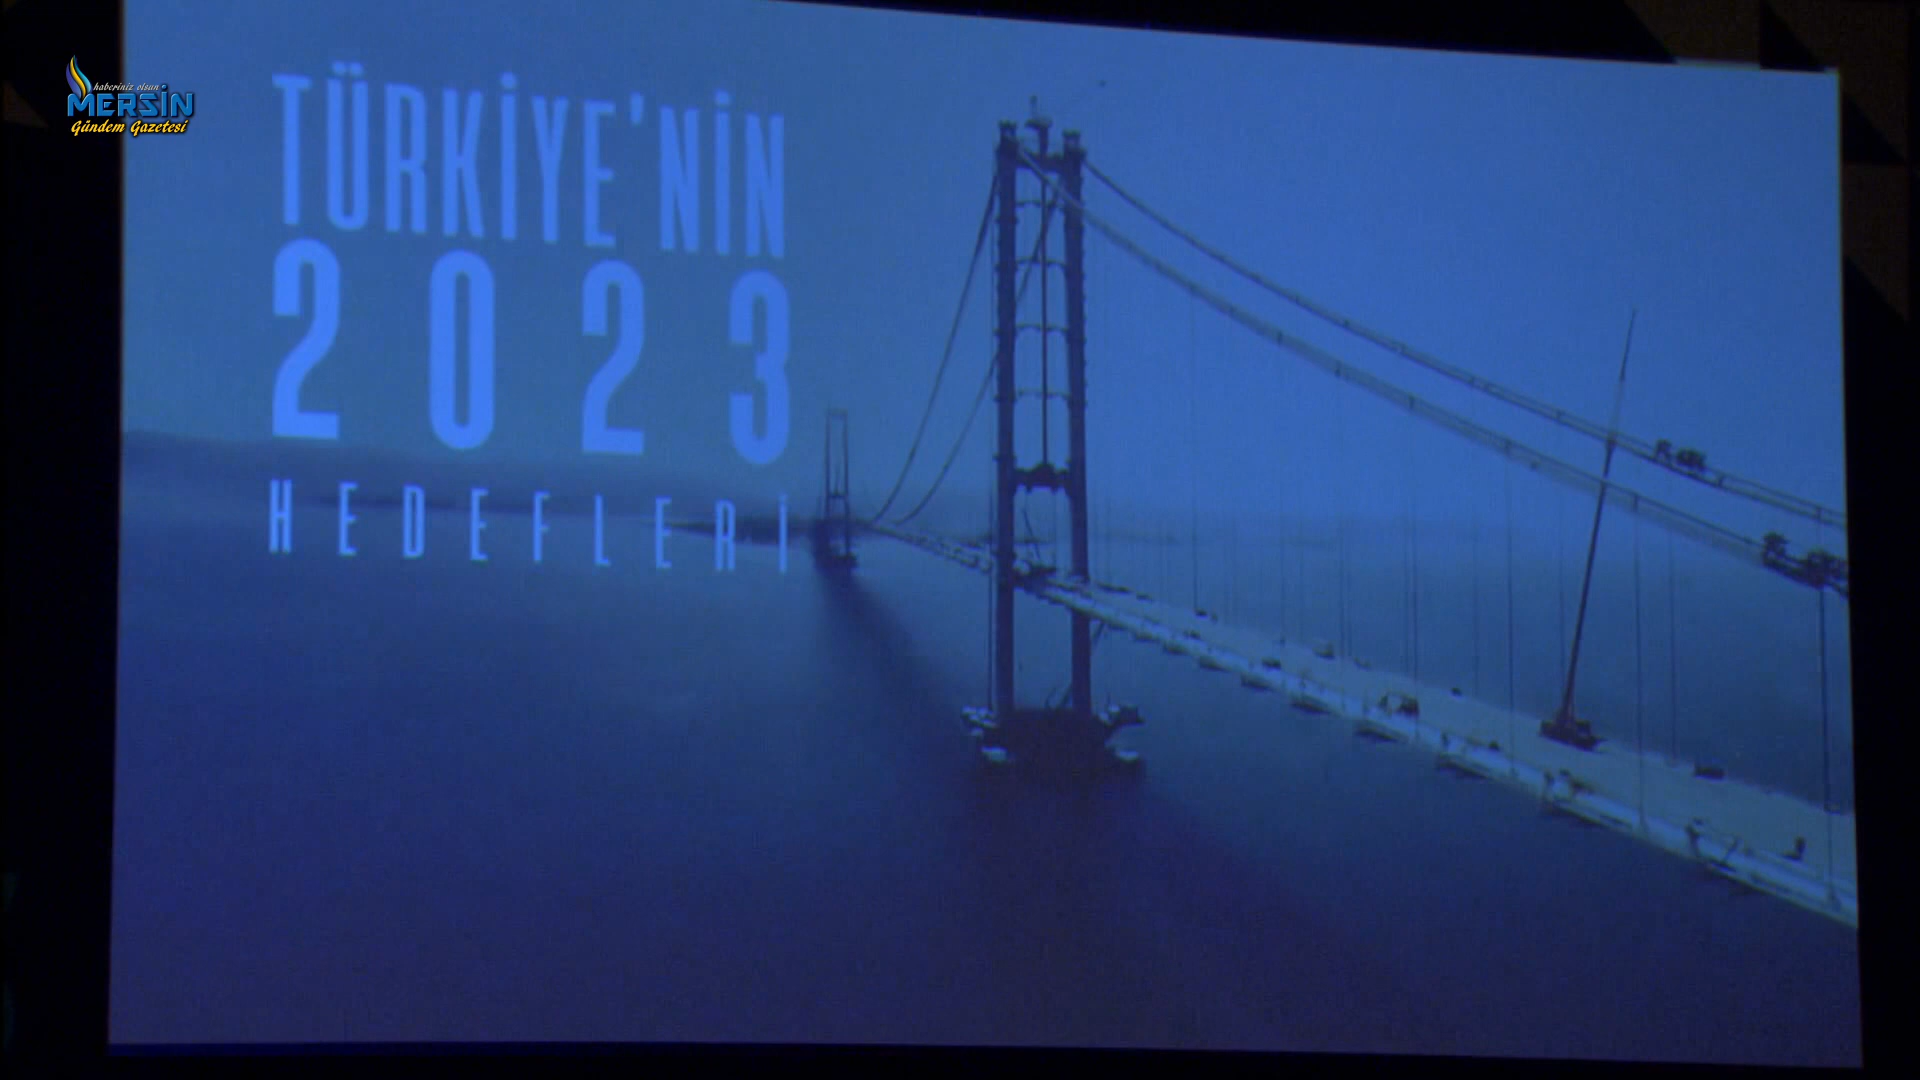 haberiniz olsun
MERSİN
Gündem Gazetesi
TÜRKİYE'NİN
2023
HEDEFLERİ